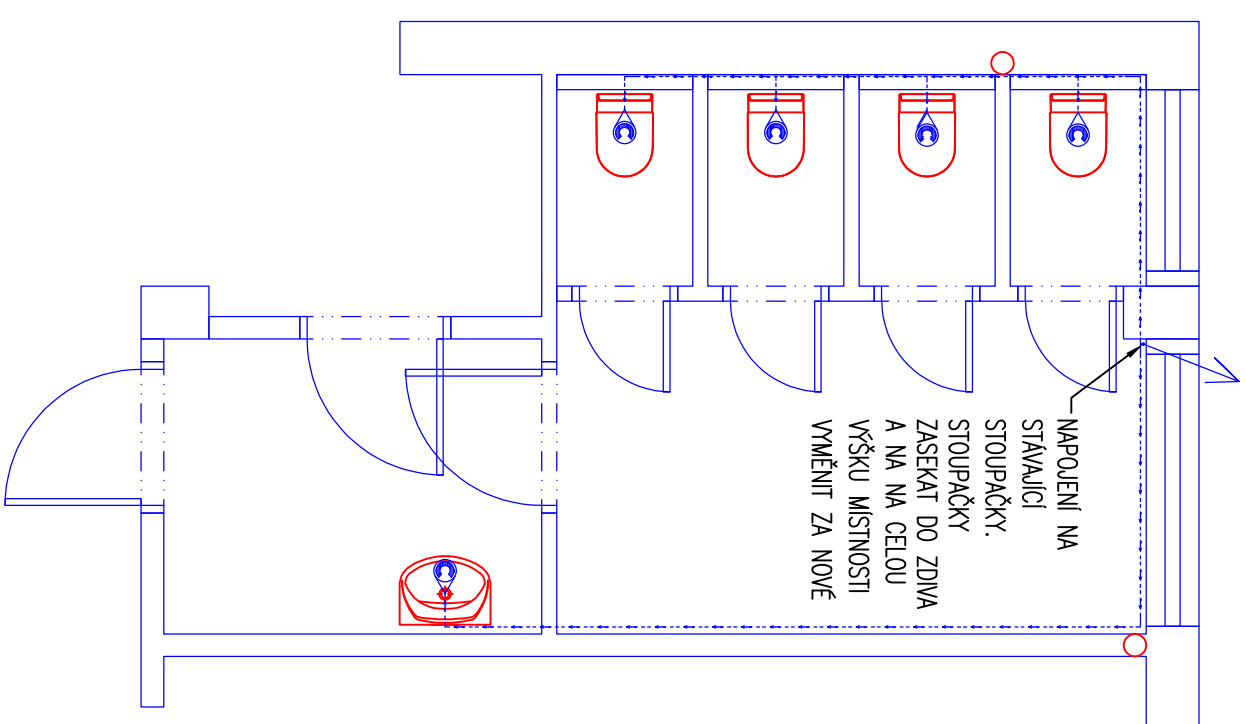 NAPOJENÍ NA
STÁVAJÍCÍ
STOUPAČKY.
STOUPAČKY
ZASEKAT DO ZDIVA
A NA NA CELOU
VÝŠKU MÍSTNOSTI
VYMĚNIT ZA NOVÉ